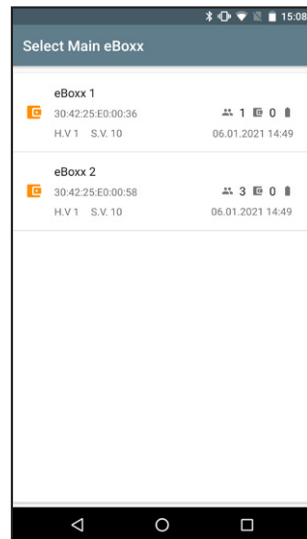 15:08
Select Main eBoxx
eBoxx 1
30:42:25:E0:00:36 1 0
H.V 1 S.V. 10 06.01.2021 14:49
eBoxx 2
30:42:25:E0:00:58 3 0
H.V 1 S.V. 10 06.01.2021 14:49